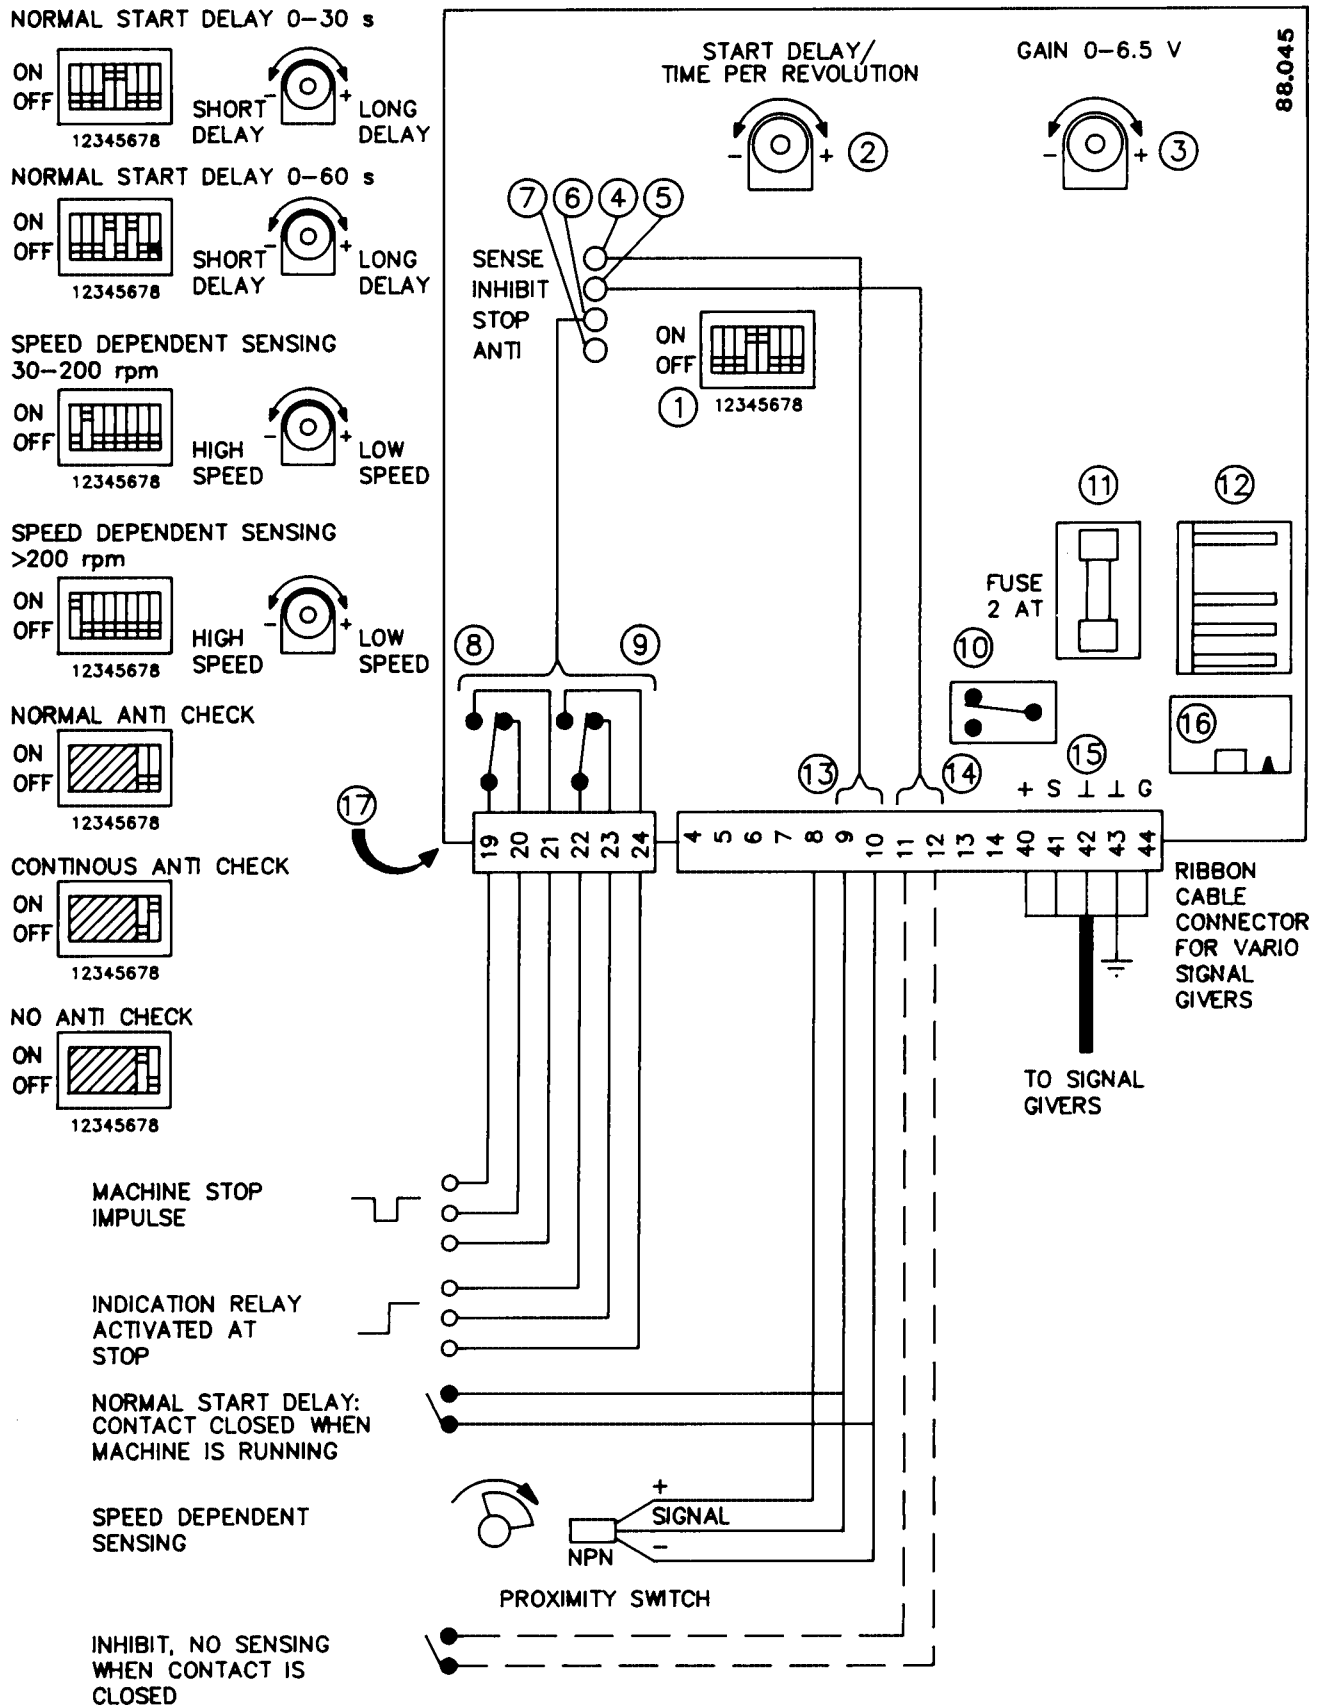 NORMAL START DELAY 0-30 s
ON
OFF
12345678
SHORT
DELAY
-
+
LONG
DELAY
NORMAL START DELAY 0-60 s
ON
OFF
12345678
SHORT
DELAY
-
+
LONG
DELAY
SPEED DEPENDENT SENSING
30-200 rpm
ON
OFF
12345678
HIGH
SPEED
-
+
LOW
SPEED
SPEED DEPENDENT SENSING
>200 rpm
ON
OFF
12345678
HIGH
SPEED
-
+
LOW
SPEED
NORMAL ANTI CHECK
ON
OFF
12345678
CONTINOUS ANTI CHECK
ON
OFF
12345678
NO ANTI CHECK
ON
OFF
12345678
START DELAY/
TIME PER REVOLUTION
-
+
2
GAIN 0-6.5 V
-
+
3
88.045
7
6
4
5
SENSE
INHIBIT
STOP
ANTI
ON
OFF
1
12345678
11
12
FUSE
2 AT
8
9
10
16
13
14
15
+ S ⊥ ⊥ G
17
19 20 21 22 23 24
4 5 6 7 8 9 10 11 12 13 14 40 41 42 43 44
RIBBON
CABLE
CONNECTOR
FOR VARIO
SIGNAL
GIVERS
TO SIGNAL
GIVERS
MACHINE STOP
IMPULSE
INDICATION RELAY
ACTIVATED AT
STOP
NORMAL START DELAY:
CONTACT CLOSED WHEN
MACHINE IS RUNNING
SPEED DEPENDENT
SENSING
+
SIGNAL
-
NPN
PROXIMITY SWITCH
INHIBIT, NO SENSING
WHEN CONTACT IS
CLOSED